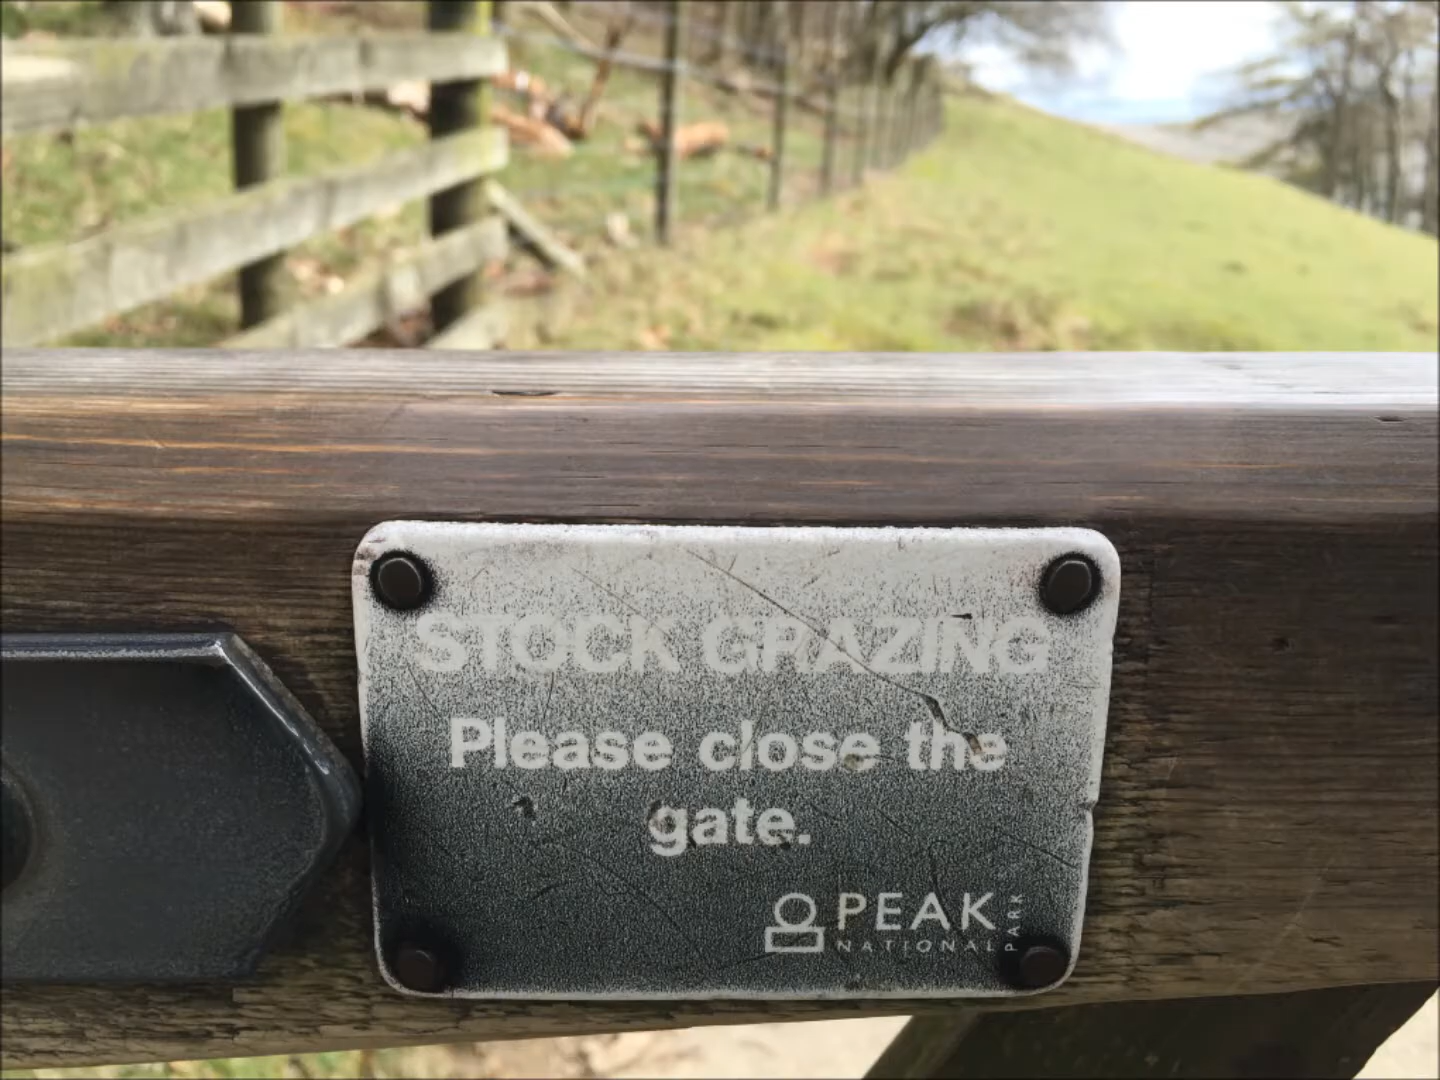 STOCK GRAZING
Please close the
gate.
PEAK
NATIONAL
PARK